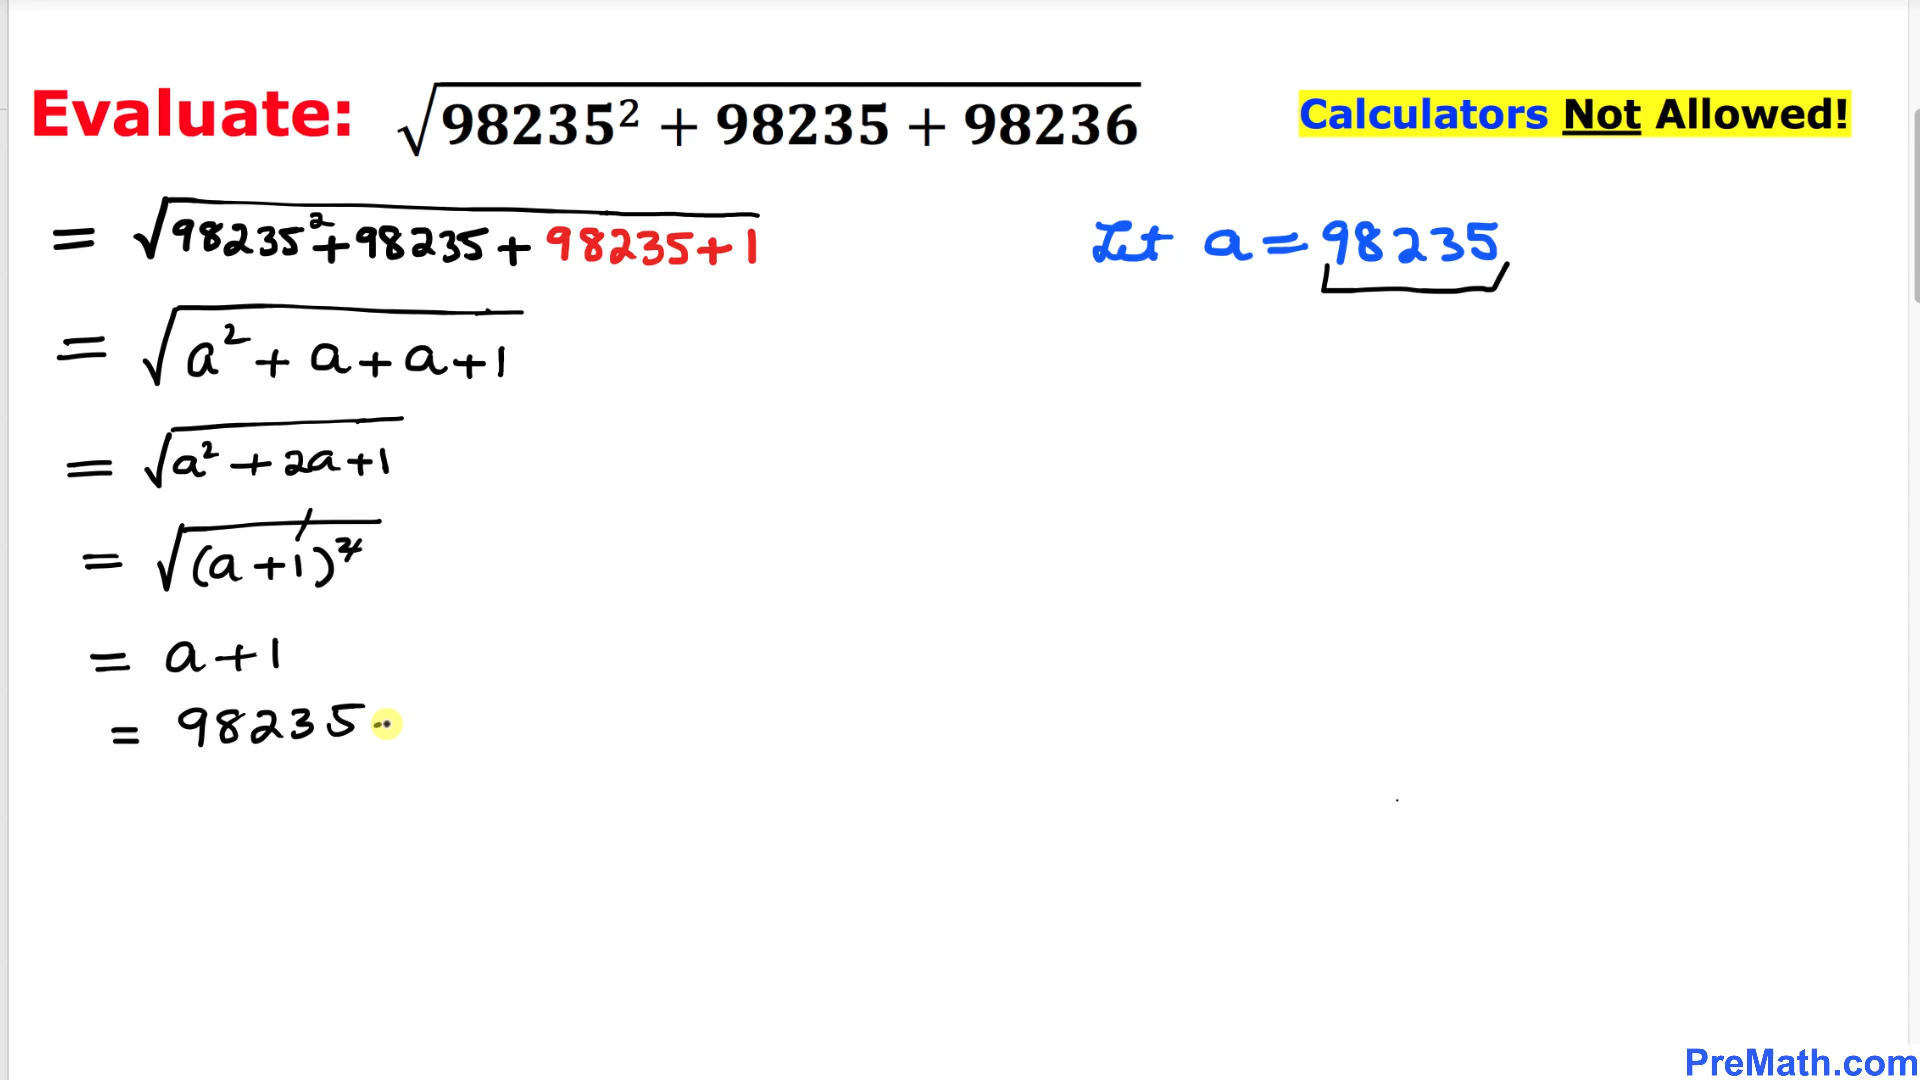 Evaluate: √98235² + 98235 + 98236
Calculators Not Allowed!
= √98235² + 98235 + 98235 + 1
Let a = 98235
= √a² + a + a + 1
= √a² + 2a + 1
= √(a + 1)²
= a + 1
= 98235 -
PreMath.com